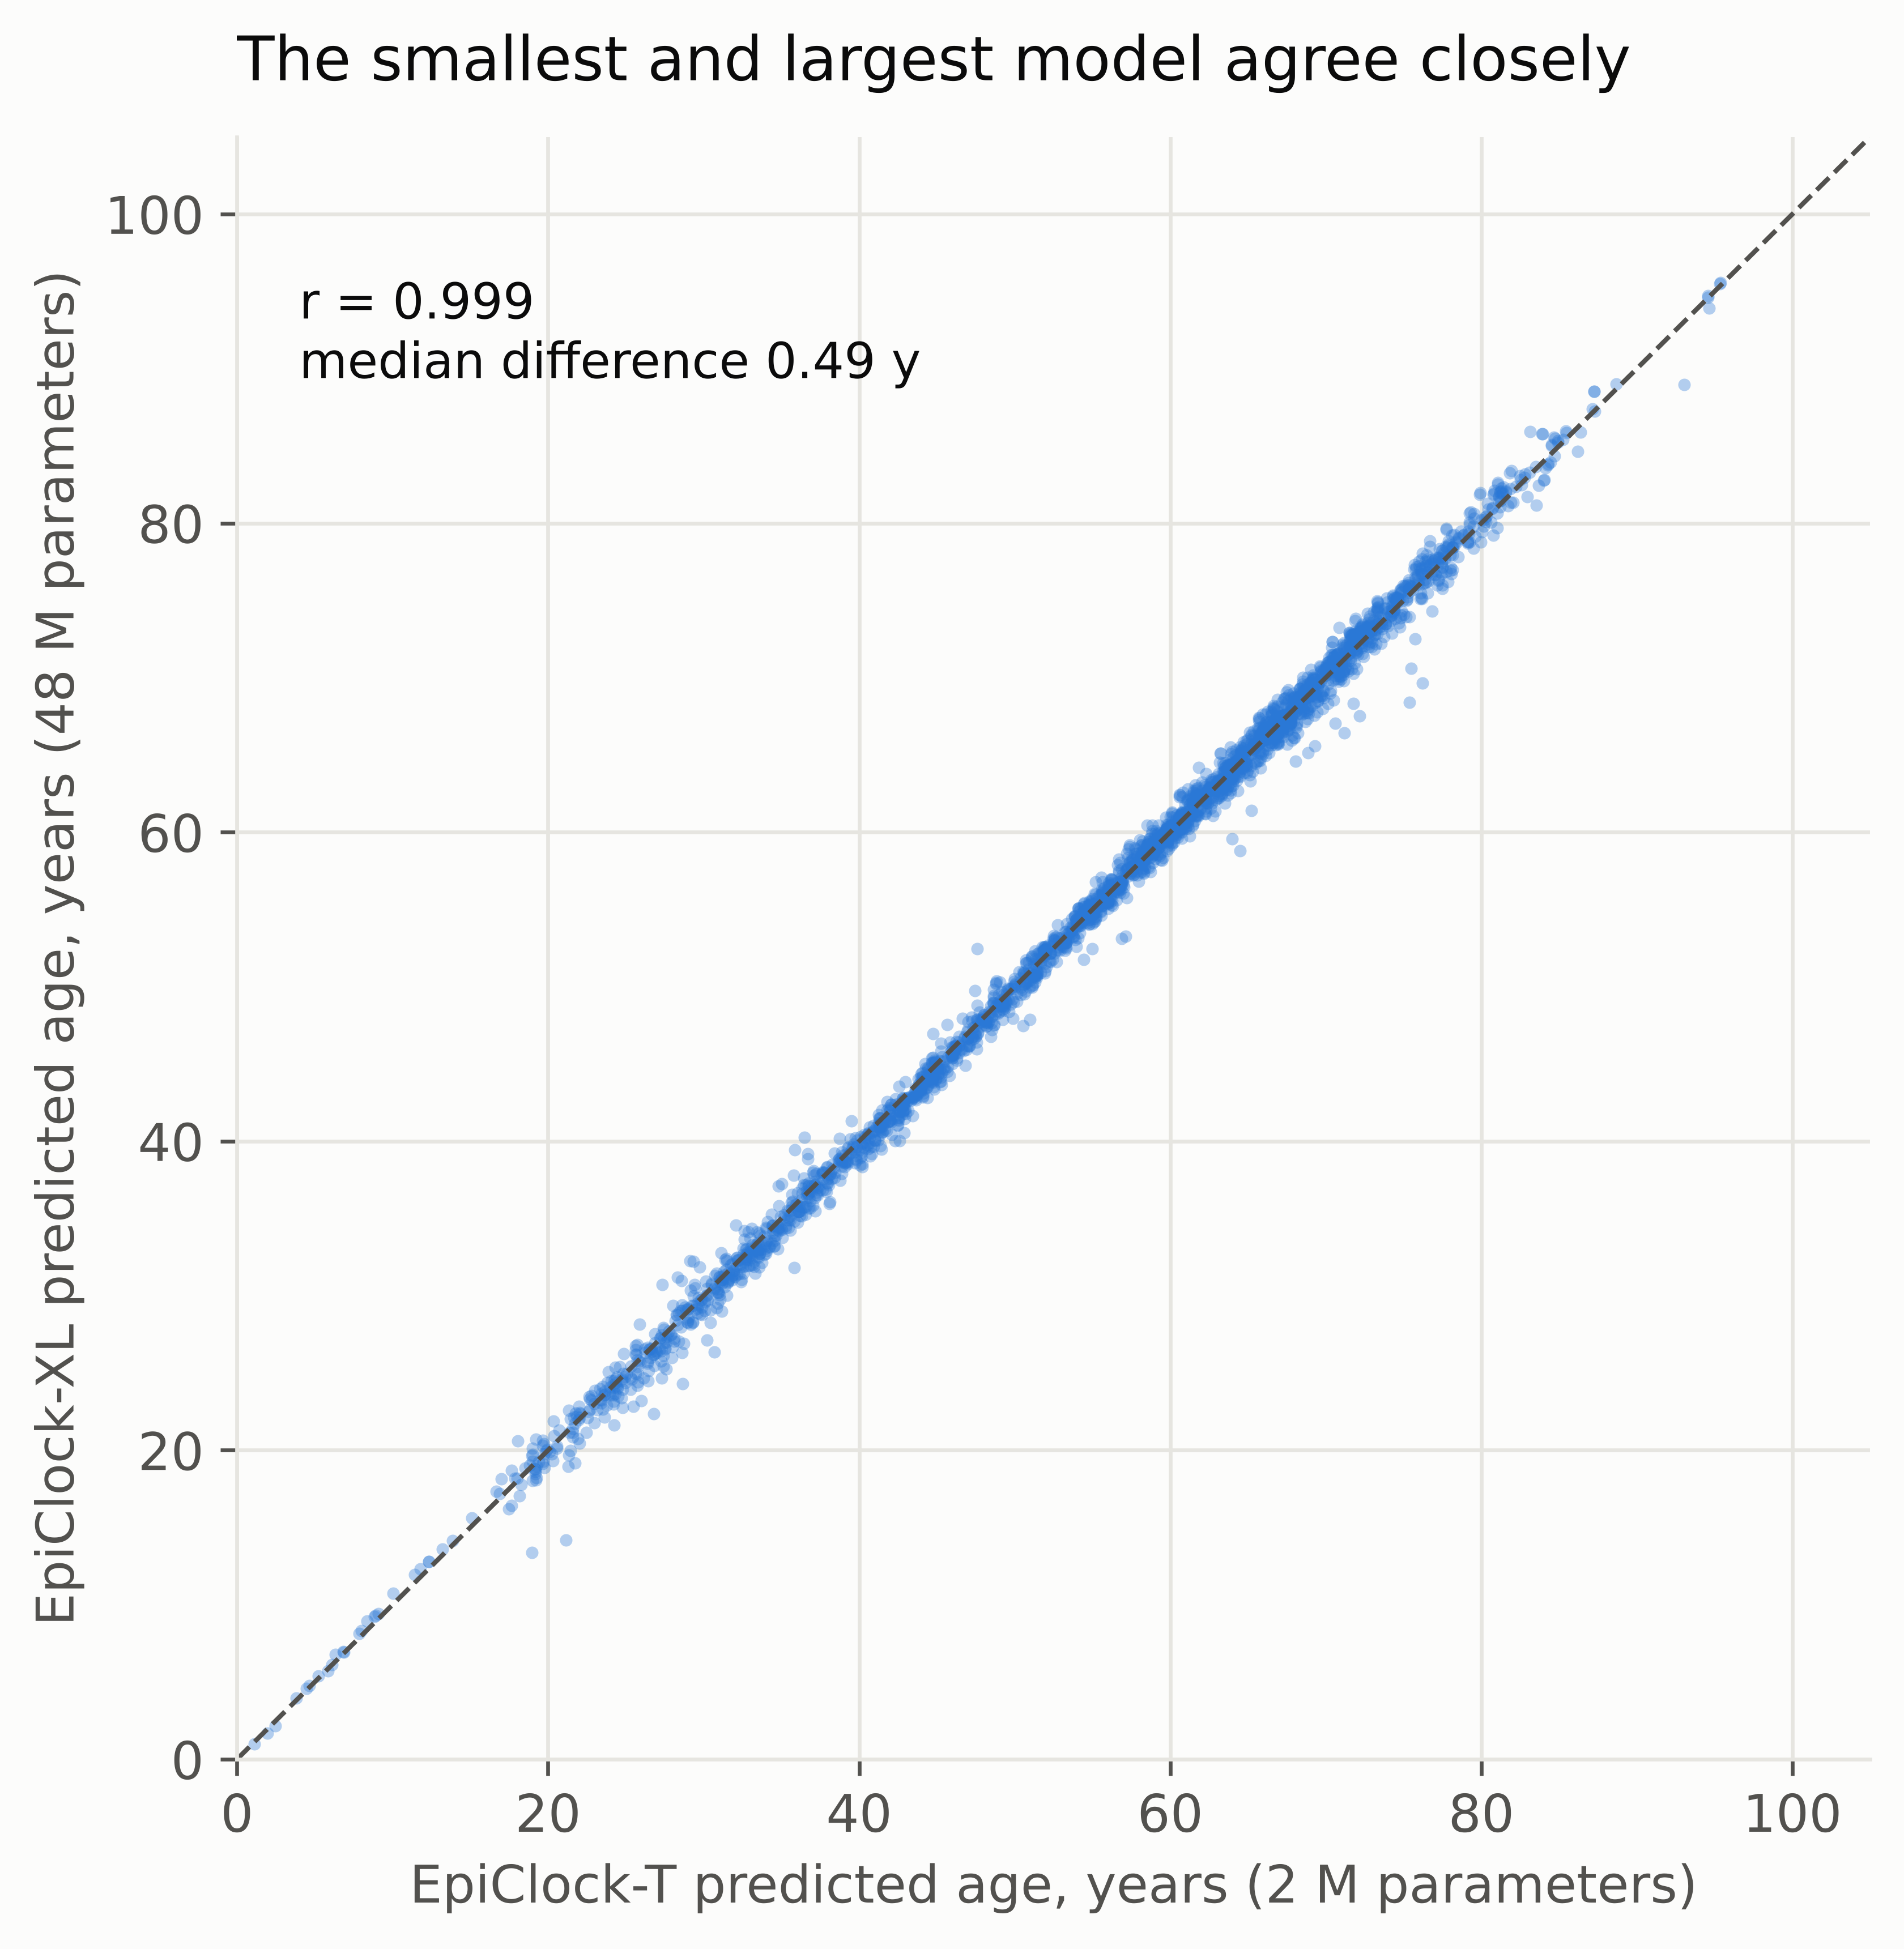 The smallest and largest model agree closely
r = 0.999
median difference 0.49 y
EpiClock-XL predicted age, years (48 M parameters)
100
80
60
40
20
0
0 20 40 60 80 100
EpiClock-T predicted age, years (2 M parameters)